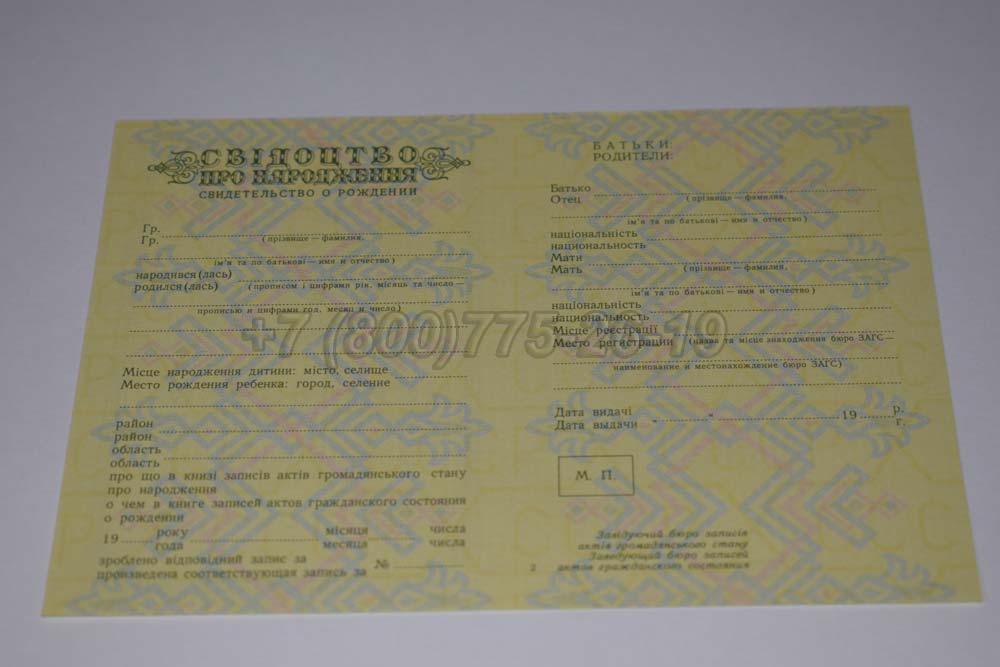 СВІДОЦТВО
ПРО НАРОДЖЕННЯ
СВИДЕТЕЛЬСТВО О РОЖДЕНИИ
Гр.
Гр.
(прізвище — фамилия,
ім'я та по батькові — имя и отчество)
народився (лась)
родился (лась)
(прописом і цифрами рік, місяць та число —
прописью и цифрами год, месяц и число)
Місце народження дитини: місто, селище
Место рождения ребенка: город, селение
район
район
область
область
про що в книзі записів актів громадянського стану
про народження
о чем в книге записей актов гражданского состояния
о рождении
19 року місяця числа
года месяца числа
зроблено відповідний запис за
произведена соответствующая запись за №
БАТЬКИ:
РОДИТЕЛИ:
Батько
Отец
(прізвище — фамилия,
ім'я та по батькові — имя и отчество)
національність
национальность
Мати
Мать
(прізвище — фамилия,
ім'я та по батькові — имя и отчество)
національність
национальность
Місце реєстрації
Место регистрации (назва та місце знаходження бюро ЗАГС —
наименование и местонахождение бюро ЗАГС)
Дата видачі
Дата выдачи " " 19 р.
г.
М. П.
Завідуючий бюро записів
актів громадянського стану
Заведующий бюро записей
актов гражданского состояния
2
+7 (800)775-25-19